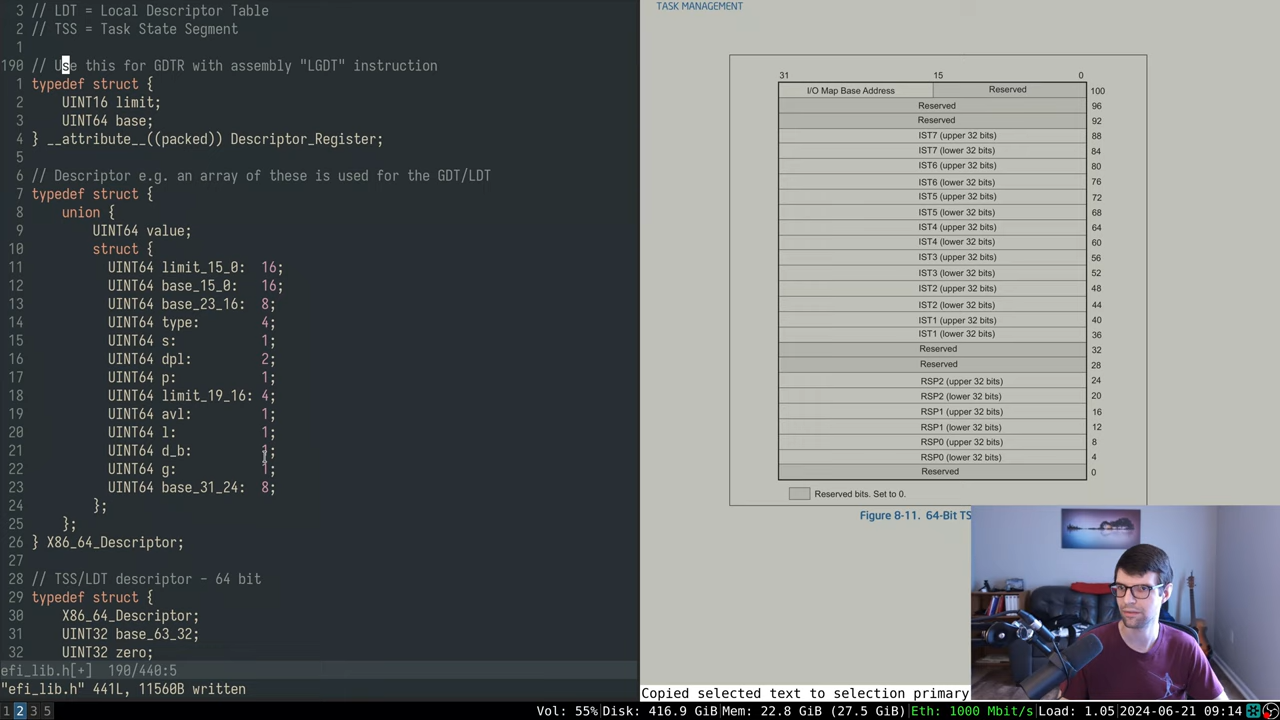 3 // LDT = Local Descriptor Table
2 // TSS = Task State Segment
1
190 // Use this for GDTR with assembly "LGDT" instruction
1 typedef struct {
2 UINT16 limit;
3 UINT64 base;
4 } __attribute__((packed)) Descriptor_Register;
5
6 // Descriptor e.g. an array of these is used for the GDT/LDT
7 typedef struct {
8 union {
9 UINT64 value;
10 struct {
11 UINT64 limit_15_0: 16;
12 UINT64 base_15_0: 16;
13 UINT64 base_23_16: 8;
14 UINT64 type: 4;
15 UINT64 s: 1;
16 UINT64 dpl: 2;
17 UINT64 p: 1;
18 UINT64 limit_19_16: 4;
19 UINT64 avl: 1;
20 UINT64 l: 1;
21 UINT64 d_b: 1;
22 UINT64 g: 1;
23 UINT64 base_31_24: 8;
24 };
25 };
26 } X86_64_Descriptor;
27
28 // TSS/LDT descriptor - 64 bit
29 typedef struct {
30 X86_64_Descriptor;
31 UINT32 base_63_32;
32 UINT32 zero;
efi_lib.h[+] 190/440:5
"efi_lib.h" 441L, 11560B written
TASK MANAGEMENT
31 15 0
I/O Map Base Address Reserved 100
Reserved 96
Reserved 92
IST7 (upper 32 bits) 88
IST7 (lower 32 bits) 84
IST6 (upper 32 bits) 80
IST6 (lower 32 bits) 76
IST5 (upper 32 bits) 72
IST5 (lower 32 bits) 68
IST4 (upper 32 bits) 64
IST4 (lower 32 bits) 60
IST3 (upper 32 bits) 56
IST3 (lower 32 bits) 52
IST2 (upper 32 bits) 48
IST2 (lower 32 bits) 44
IST1 (upper 32 bits) 40
IST1 (lower 32 bits) 36
Reserved 32
Reserved 28
RSP2 (upper 32 bits) 24
RSP2 (lower 32 bits) 20
RSP1 (upper 32 bits) 16
RSP1 (lower 32 bits) 12
RSP0 (upper 32 bits) 8
RSP0 (lower 32 bits) 4
Reserved 0
Reserved bits. Set to 0.
Figure 8-11. 64-Bit TS
Copied selected text to selection primary
1 2 3 5 Vol: 55% Disk: 416.9 GiB Mem: 22.8 GiB (27.5 GiB) Eth: 1000 Mbit/s Load: 1.05 2024-06-21 09:14